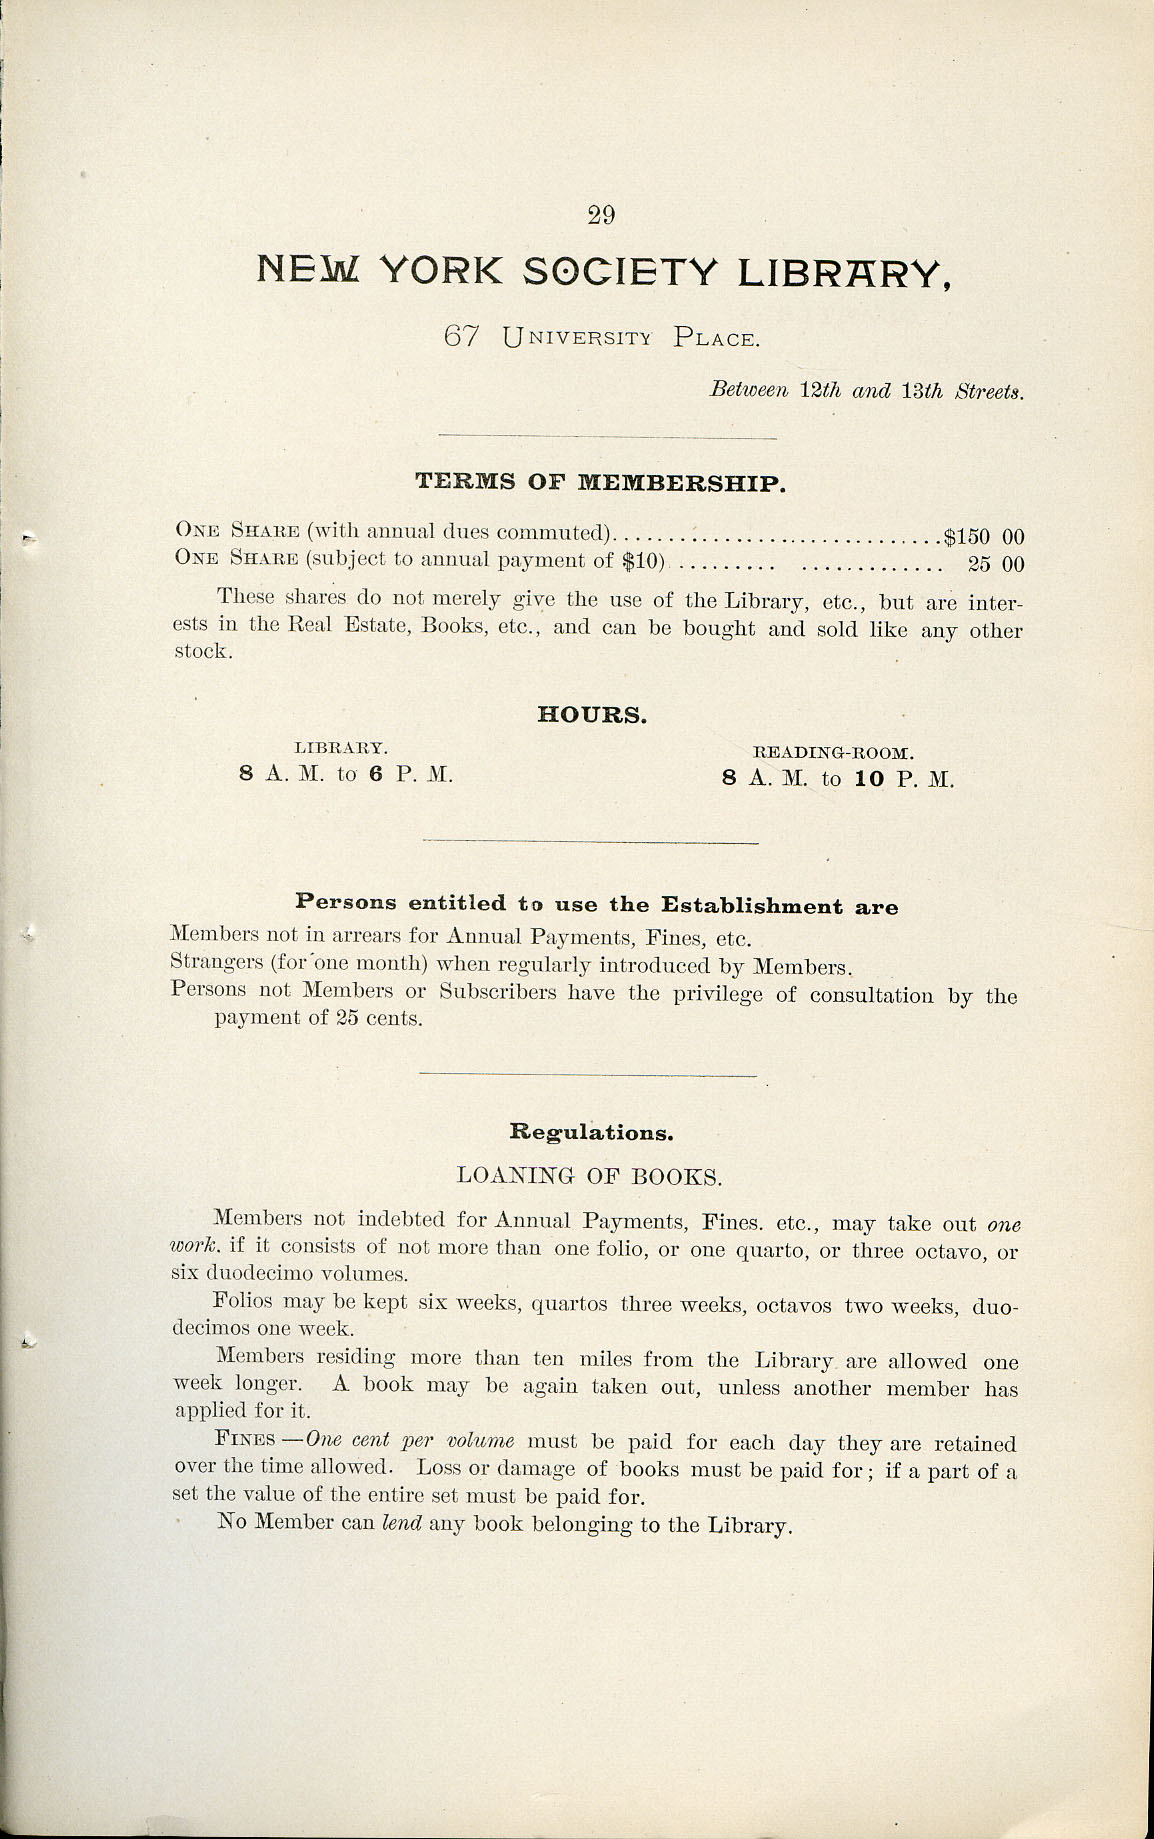 29
NEW YORK SOCIETY LIBRARY,
67 UNIVERSITY PLACE.
Between 12th and 13th Streets.
TERMS OF MEMBERSHIP.
ONE SHARE (with annual dues commuted)..............................$150 00
ONE SHARE (subject to annual payment of $10) ......... ............. 25 00
These shares do not merely give the use of the Library, etc., but are inter-
ests in the Real Estate, Books, etc., and can be bought and sold like any other
stock.
HOURS.
LIBRARY. READING-ROOM.
8 A. M. to 6 P. M. 8 A. M. to 10 P. M.
Persons entitled to use the Establishment are
Members not in arrears for Annual Payments, Fines, etc.
Strangers (for one month) when regularly introduced by Members.
Persons not Members or Subscribers have the privilege of consultation by the
payment of 25 cents.
Regulations.
LOANING OF BOOKS.
Members not indebted for Annual Payments, Fines. etc., may take out one
work. if it consists of not more than one folio, or one quarto, or three octavo, or
six duodecimo volumes.
Folios may be kept six weeks, quartos three weeks, octavos two weeks, duo-
decimos one week.
Members residing more than ten miles from the Library are allowed one
week longer. A book may be again taken out, unless another member has
applied for it.
FINES —One cent per volume must be paid for each day they are retained
over the time allowed. Loss or damage of books must be paid for; if a part of a
set the value of the entire set must be paid for.
No Member can lend any book belonging to the Library.